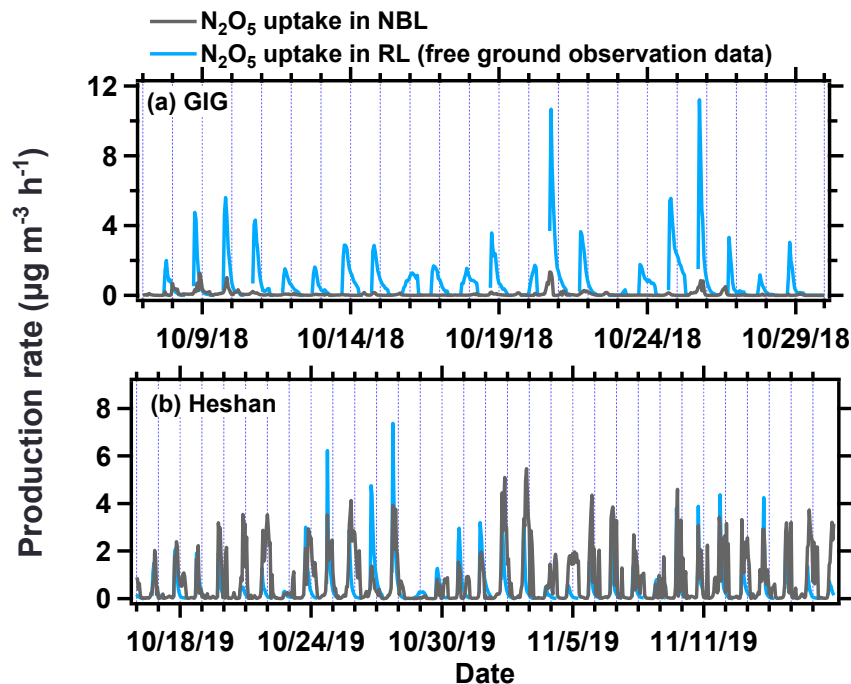 N₂O₅ uptake in NBL
N₂O₅ uptake in RL (free ground observation data)
Production rate (µg m⁻³ h⁻¹)
(a) GIG
12
8
4
0
10/9/18 10/14/18 10/19/18 10/24/18 10/29/18
(b) Heshan
8
6
4
2
0
10/18/19 10/24/19 10/30/19 11/5/19 11/11/19
Date